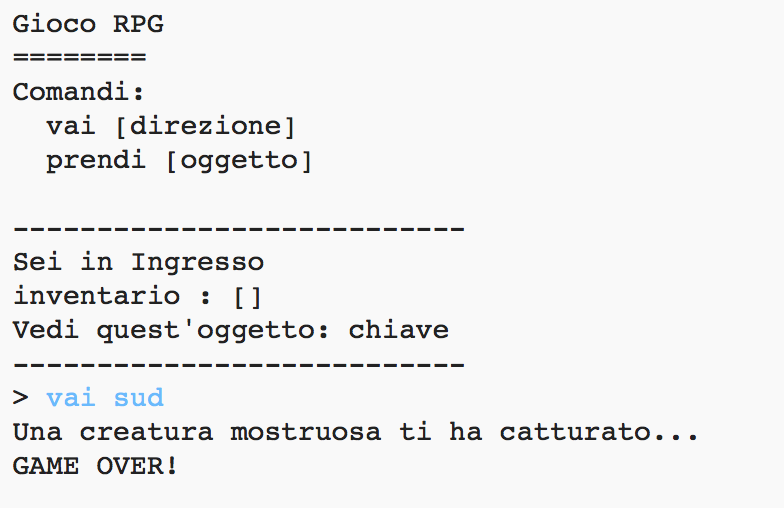 Gioco RPG
========
Comandi:
  vai [direzione]
  prendi [oggetto]

---------------------------
Sei in Ingresso
inventario : []
Vedi quest'oggetto: chiave
---------------------------
> vai sud
Una creatura mostruosa ti ha catturato...
GAME OVER!